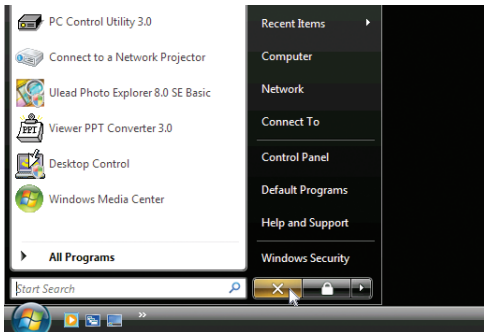 PC Control Utility 3.0
Connect to a Network Projector
Ulead Photo Explorer 8.0 SE Basic
PPT
Viewer PPT Converter 3.0
Desktop Control
Windows Media Center
All Programs
Start Search
Recent Items
Computer
Network
Connect To
Control Panel
Default Programs
Help and Support
Windows Security